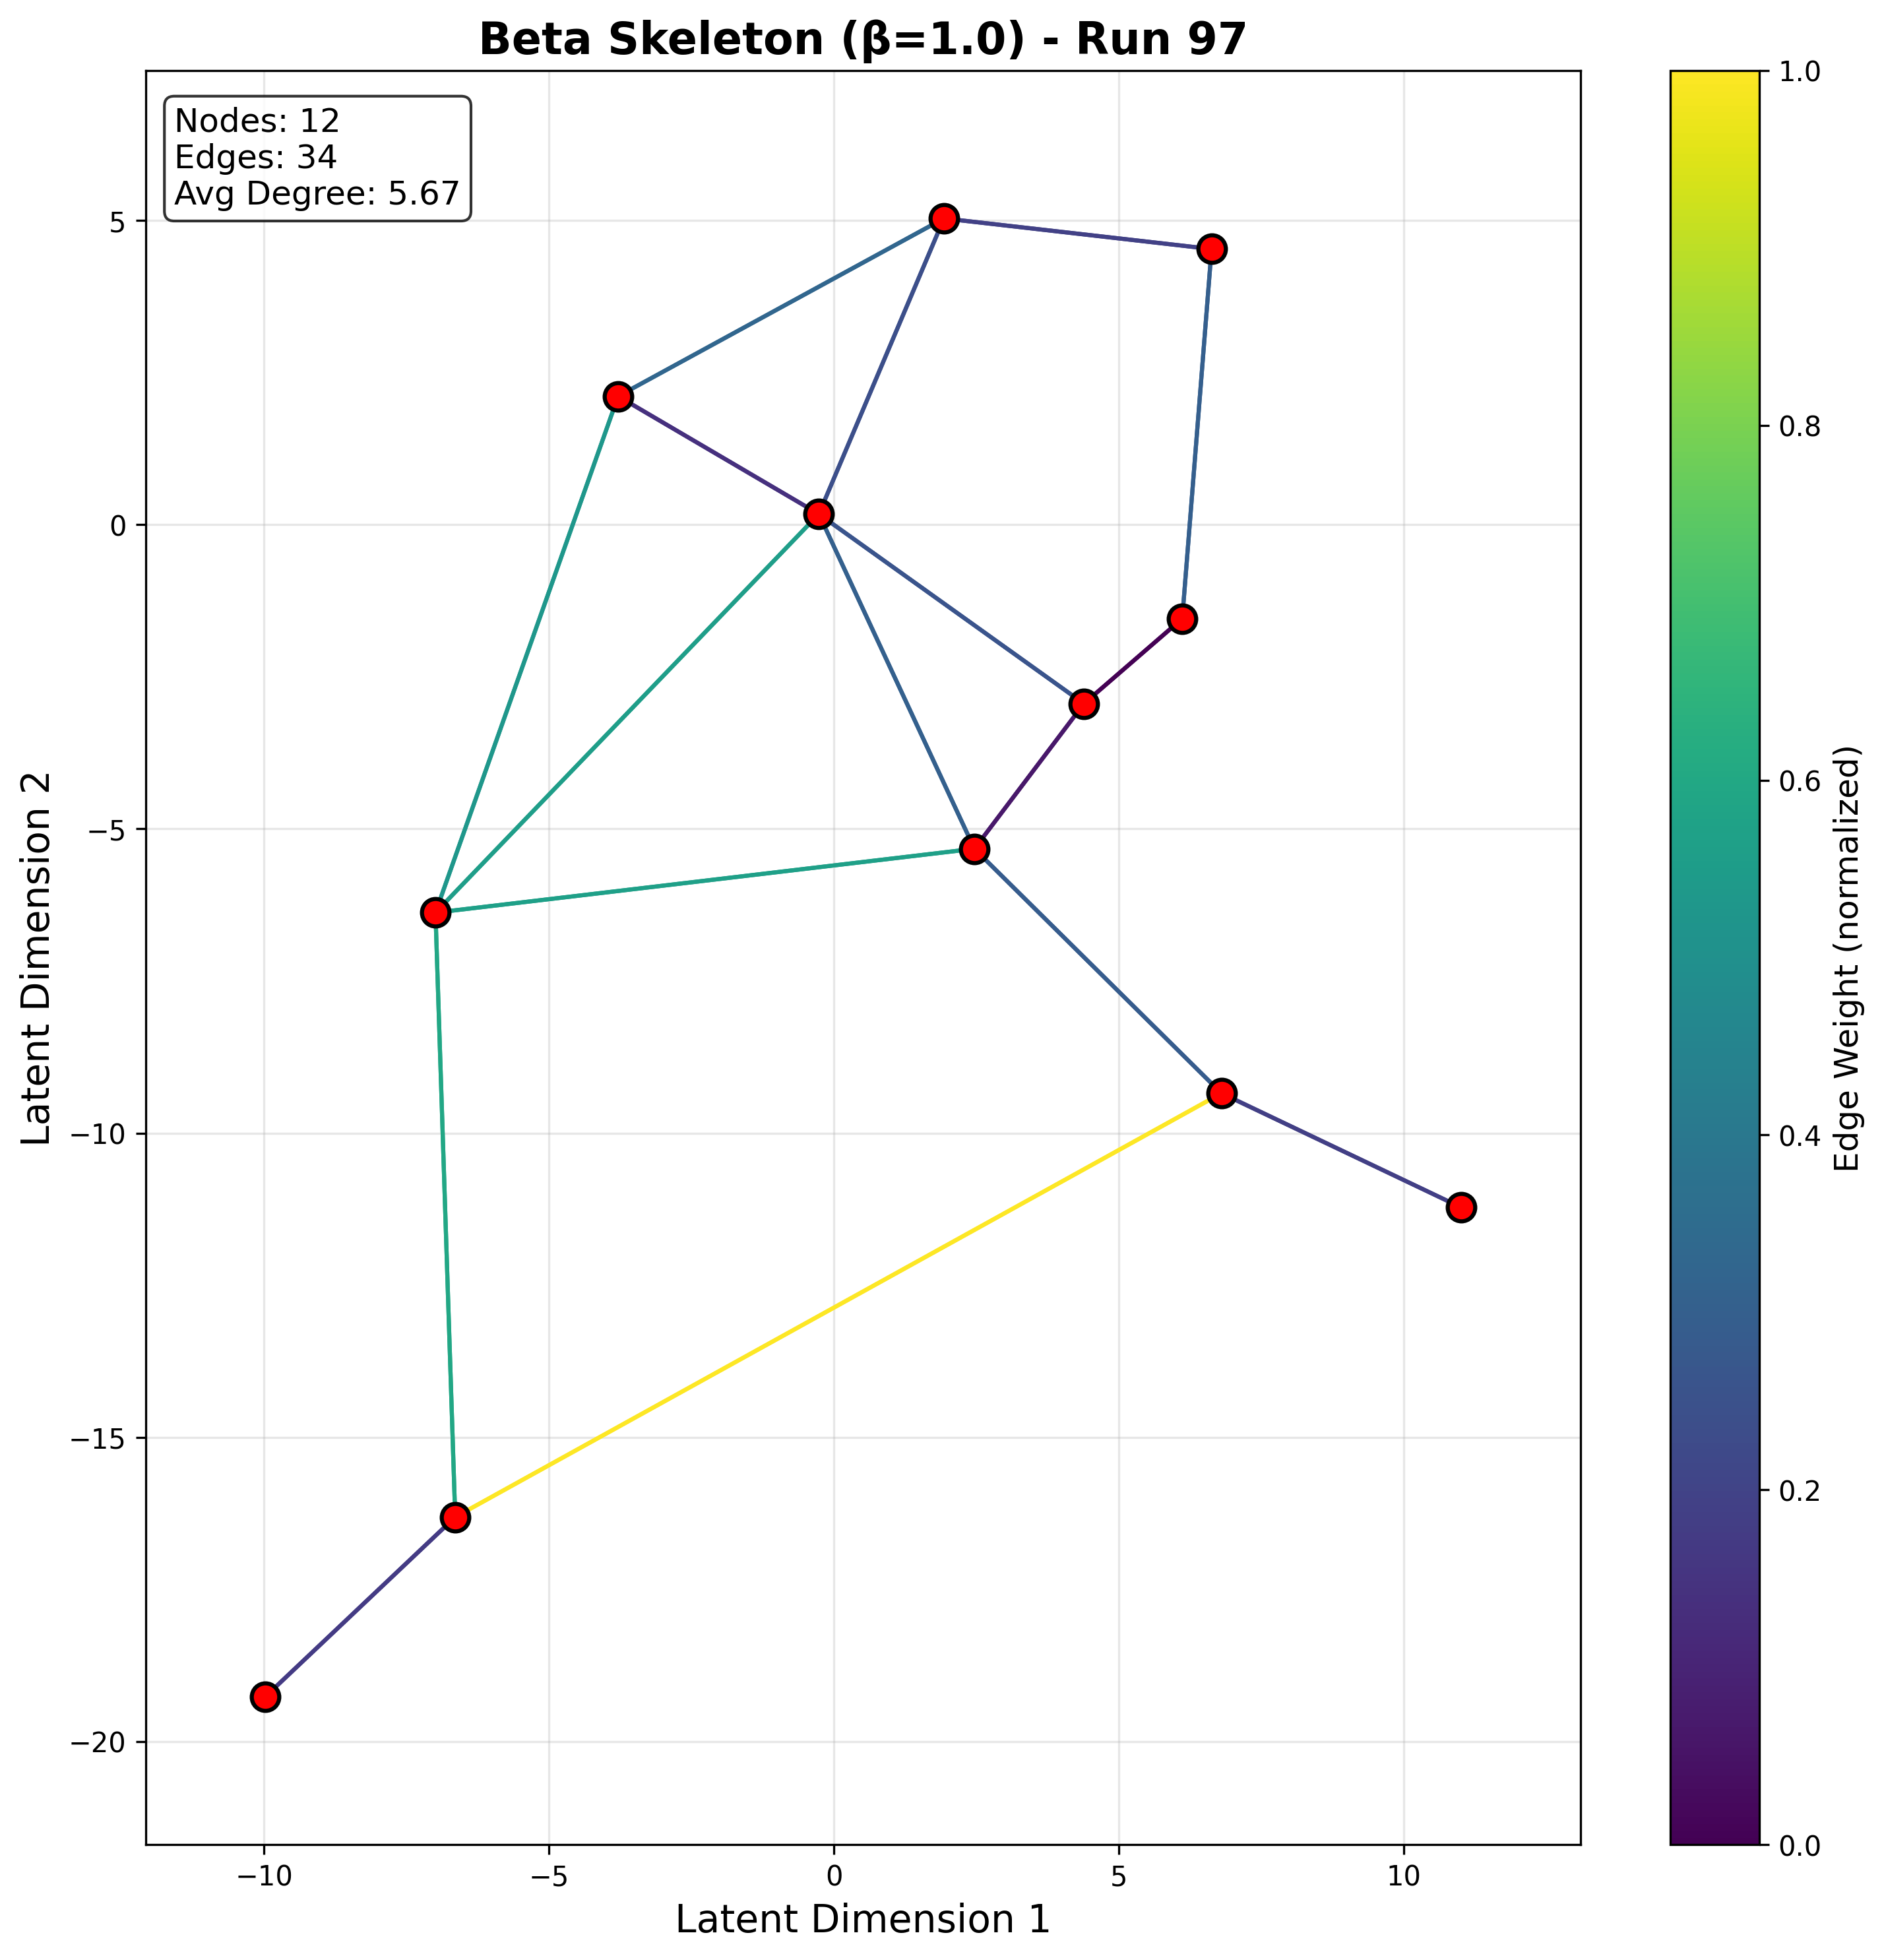 Beta Skeleton (β=1.0) - Run 97
Nodes: 12
Edges: 34
Avg Degree: 5.67
5
0
−5
−10
−15
−20
Latent Dimension 2
−10
−5
0
5
10
Latent Dimension 1
1.0
0.8
0.6
0.4
0.2
0.0
Edge Weight (normalized)